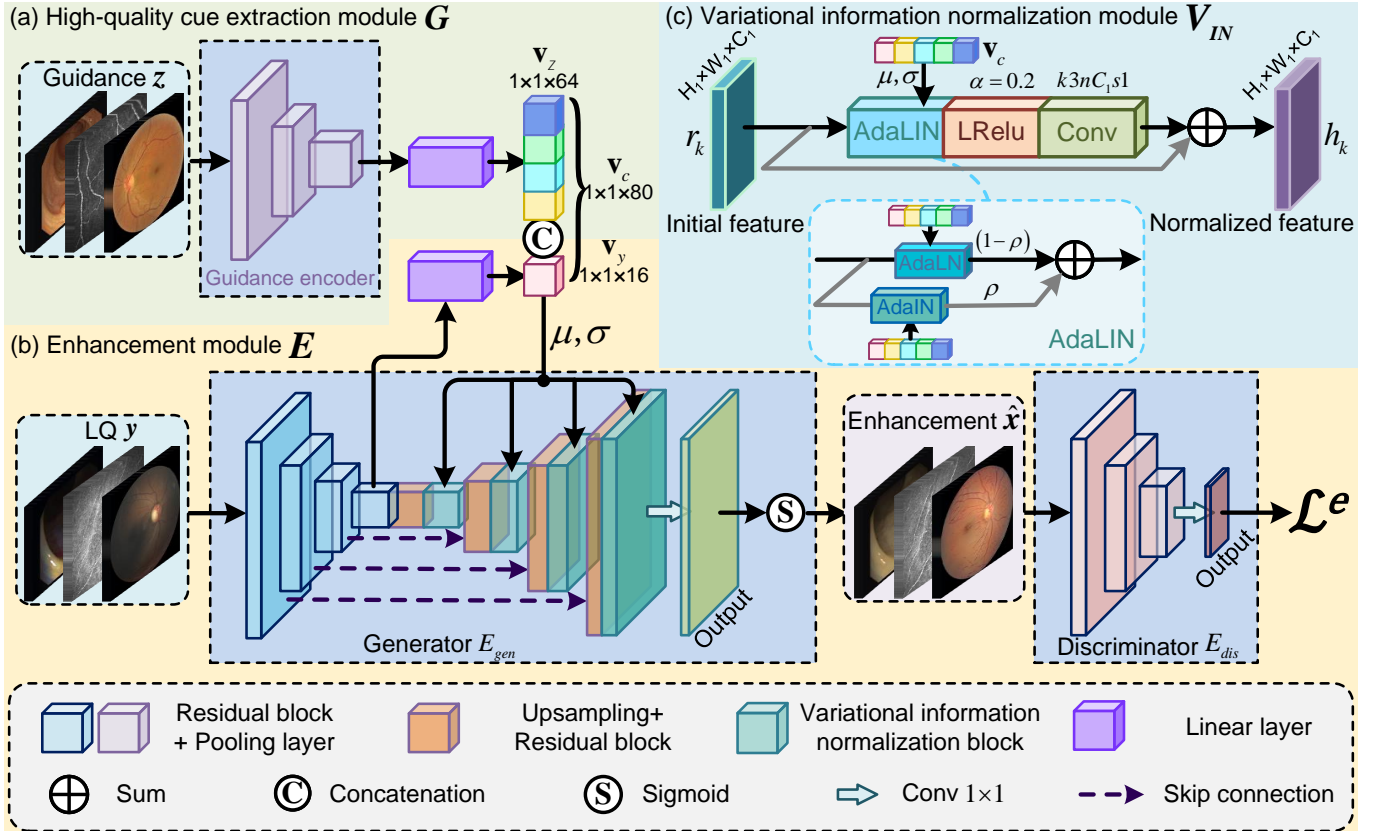 (a) High-quality cue extraction module G
Guidance z
Guidance encoder
v_z
1×1×64
v_c
1×1×80
C
v_y
1×1×16
μ, σ
(c) Variational information normalization module V_IN
H₁×W₁×C₁
r_k
Initial feature
v_c
μ, σ
α = 0.2
k3nC₁s1
AdaLIN
LRelu
Conv
H₁×W₁×C₁
h_k
Normalized feature
AdaLN
(1−ρ)
AdaIN
ρ
AdaLIN
(b) Enhancement module E
LQ y
Generator E_gen
Output
S
Enhancement x̂
Discriminator E_dis
Output
ℒᵉ
Residual block
+ Pooling layer
Upsampling+
Residual block
Variational information
normalization block
Linear layer
Sum
C
Concatenation
S
Sigmoid
Conv 1×1
Skip connection